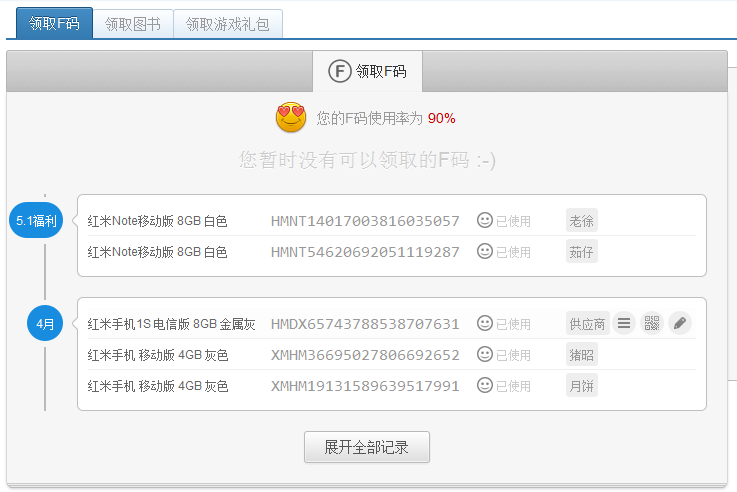 领取F码 领取图书 领取游戏礼包
F 领取F码
您的F码使用率为 90%
您暂时没有可以领取的F码 :-)
5.1福利
红米Note移动版 8GB 白色 HMNT14017003816035057 已使用 老徐
红米Note移动版 8GB 白色 HMNT54620692051119287 已使用 茄仔
4月
红米手机1S 电信版 8GB 金属灰 HMDX65743788538707631 已使用 供应商
红米手机 移动版 4GB 灰色 XMHM36695027806692652 已使用 猪昭
红米手机 移动版 4GB 灰色 XMHM19131589639517991 已使用 月饼
展开全部记录